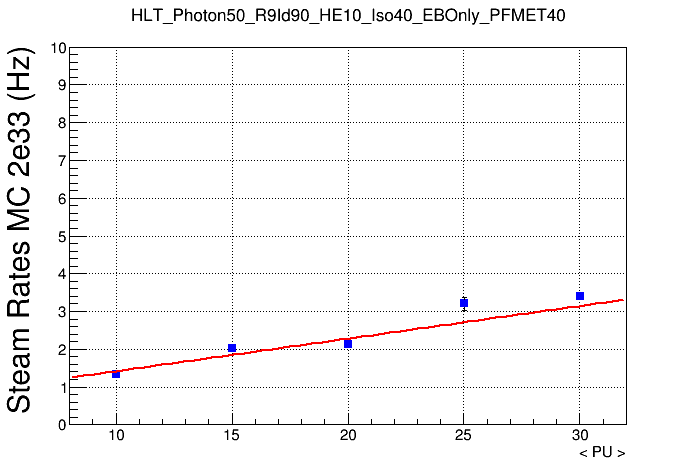 HLT_Photon50_R9Id90_HE10_Iso40_EBOnly_PFMET40
Steam Rates MC 2e33 (Hz)
10
9
8
7
6
5
4
3
2
1
0
10 15 20 25 30
< PU >